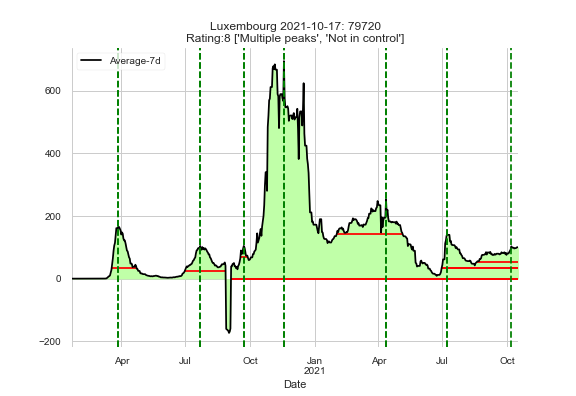 Luxembourg 2021-10-17: 79720
Rating:8 ['Multiple peaks', 'Not in control']
Average-7d
600
400
200
0
−200
Apr
Jul
Oct
Jan
2021
Apr
Jul
Oct
Date